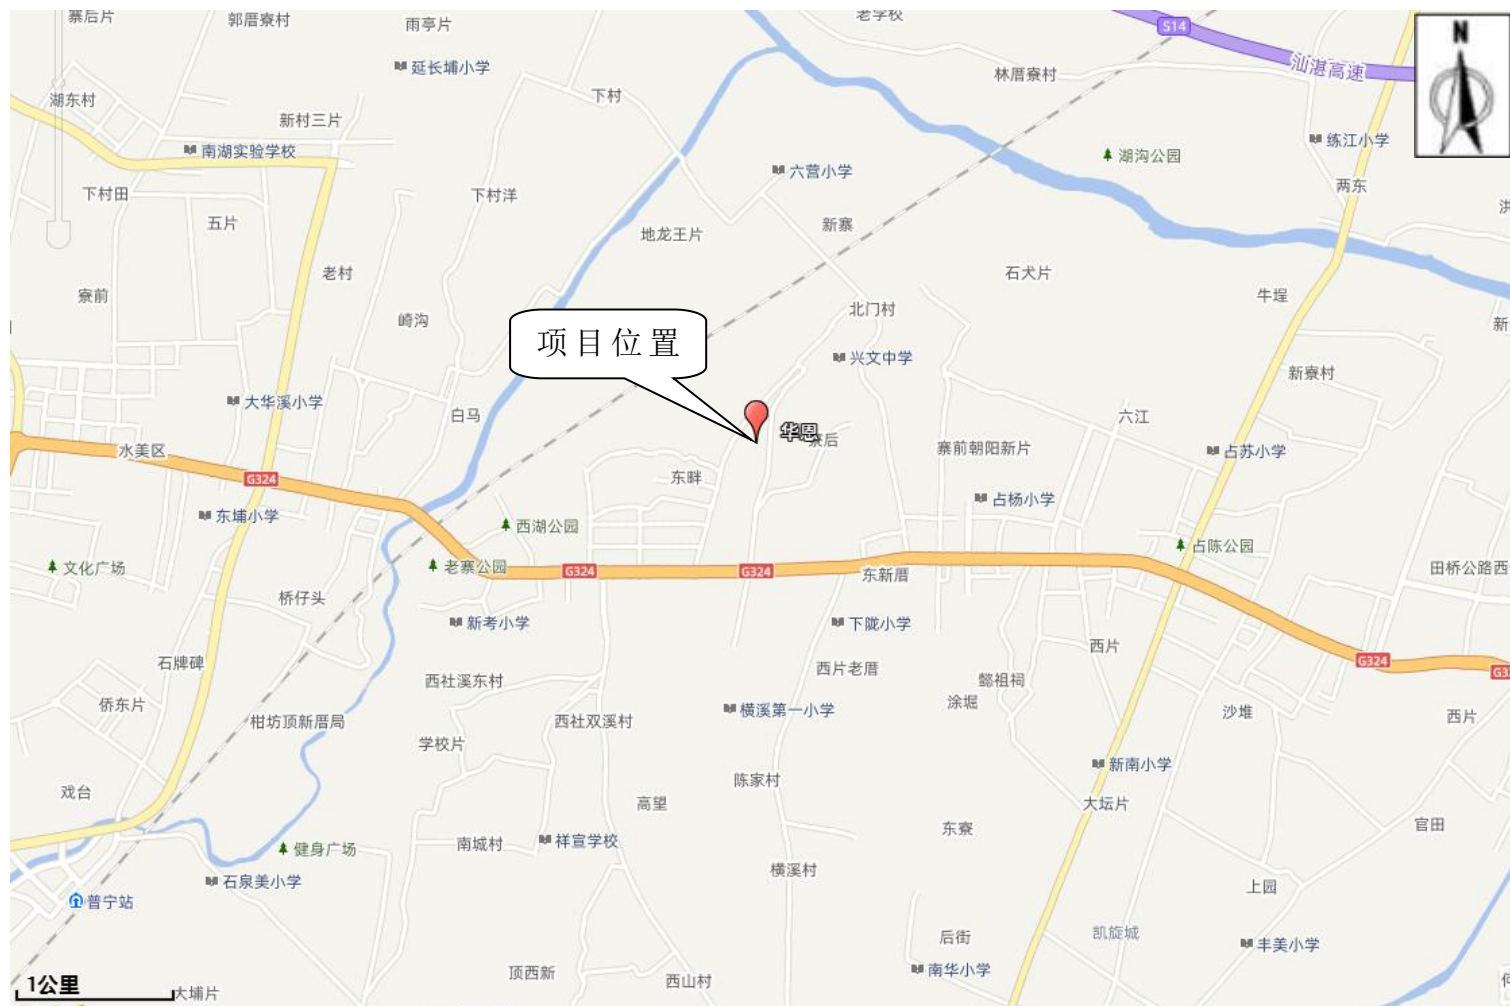 寨后片
郭厝寮村
雨亭片
老学校
S14
汕湛高速
N
延长埔小学
林厝寮村
湖东村
下村
新村三片
南湖实验学校
练江小学
湖沟公园
六营小学
下村田
下村洋
两东
五片
地龙王片
新寨
老村
石犬片
寮前
牛埕
崎沟
北门村
新
项目位置
兴文中学
新寮村
大华溪小学
白马
六江
华恩
寮后
水美区
寨前朝阳新片
占苏小学
G324
东畔
占杨小学
东埔小学
西湖公园
占陈公园
文化广场
老寨公园
G324
G324
东新厝
田桥公路西
桥仔头
新考小学
下陇小学
西片
石牌碑
G324
西片老厝
西社溪东村
懿祖祠
侨东片
涂堀
柑坊顶新厝局
西社双溪村
横溪第一小学
沙堆
西片
学校片
新南小学
陈家村
戏台
高望
大坛片
东寮
官田
健身广场
南城村
祥宣学校
横溪村
石泉美小学
上园
普宁站
凯旋城
后街
丰美小学
顶西新
南华小学
西山村
1公里
大埔片